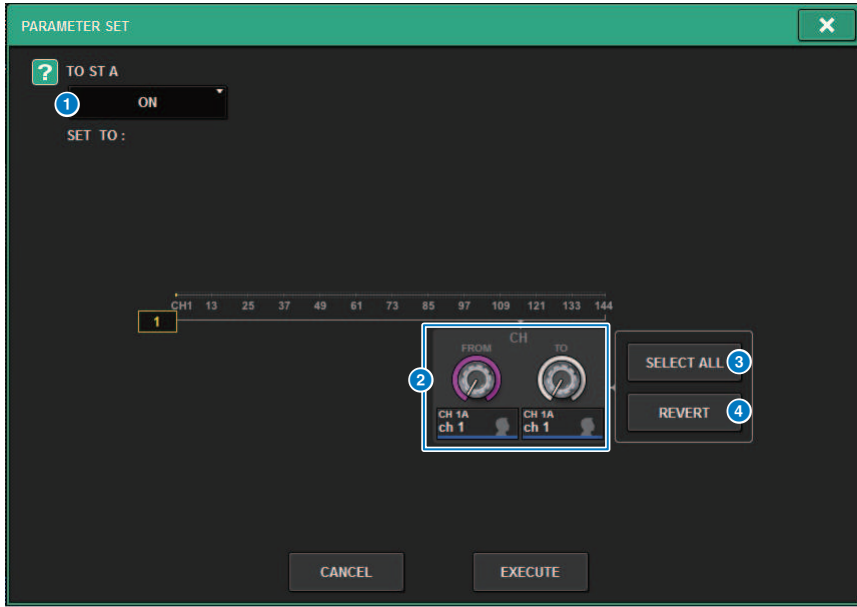 PARAMETER SET
?
TO ST A
1
ON
SET TO :
CH1 13 25 37 49 61 73 85 97 109 121 133 144
1
CH
FROM TO
2
CH 1A
ch 1
CH 1A
ch 1
SELECT ALL
3
REVERT
4
CANCEL
EXECUTE